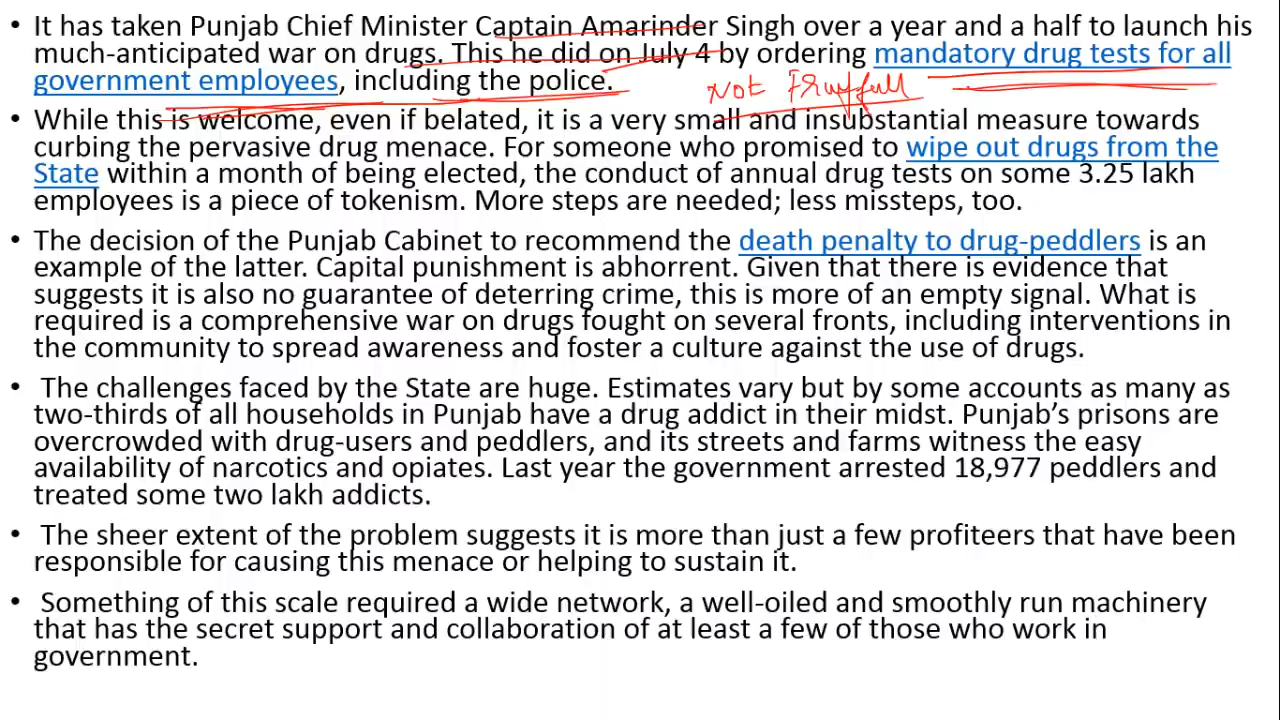 • It has taken Punjab Chief Minister Captain Amarinder Singh over a year and a half to launch his
much-anticipated war on drugs. This he did on July 4 by ordering mandatory drug tests for all
government employees, including the police.
Not Fruyfull
• While this is welcome, even if belated, it is a very small and insubstantial measure towards
curbing the pervasive drug menace. For someone who promised to wipe out drugs from the
State within a month of being elected, the conduct of annual drug tests on some 3.25 lakh
employees is a piece of tokenism. More steps are needed; less missteps, too.
• The decision of the Punjab Cabinet to recommend the death penalty to drug-peddlers is an
example of the latter. Capital punishment is abhorrent. Given that there is evidence that
suggests it is also no guarantee of deterring crime, this is more of an empty signal. What is
required is a comprehensive war on drugs fought on several fronts, including interventions in
the community to spread awareness and foster a culture against the use of drugs.
• The challenges faced by the State are huge. Estimates vary but by some accounts as many as
two-thirds of all households in Punjab have a drug addict in their midst. Punjab’s prisons are
overcrowded with drug-users and peddlers, and its streets and farms witness the easy
availability of narcotics and opiates. Last year the government arrested 18,977 peddlers and
treated some two lakh addicts.
• The sheer extent of the problem suggests it is more than just a few profiteers that have been
responsible for causing this menace or helping to sustain it.
• Something of this scale required a wide network, a well-oiled and smoothly run machinery
that has the secret support and collaboration of at least a few of those who work in
government.